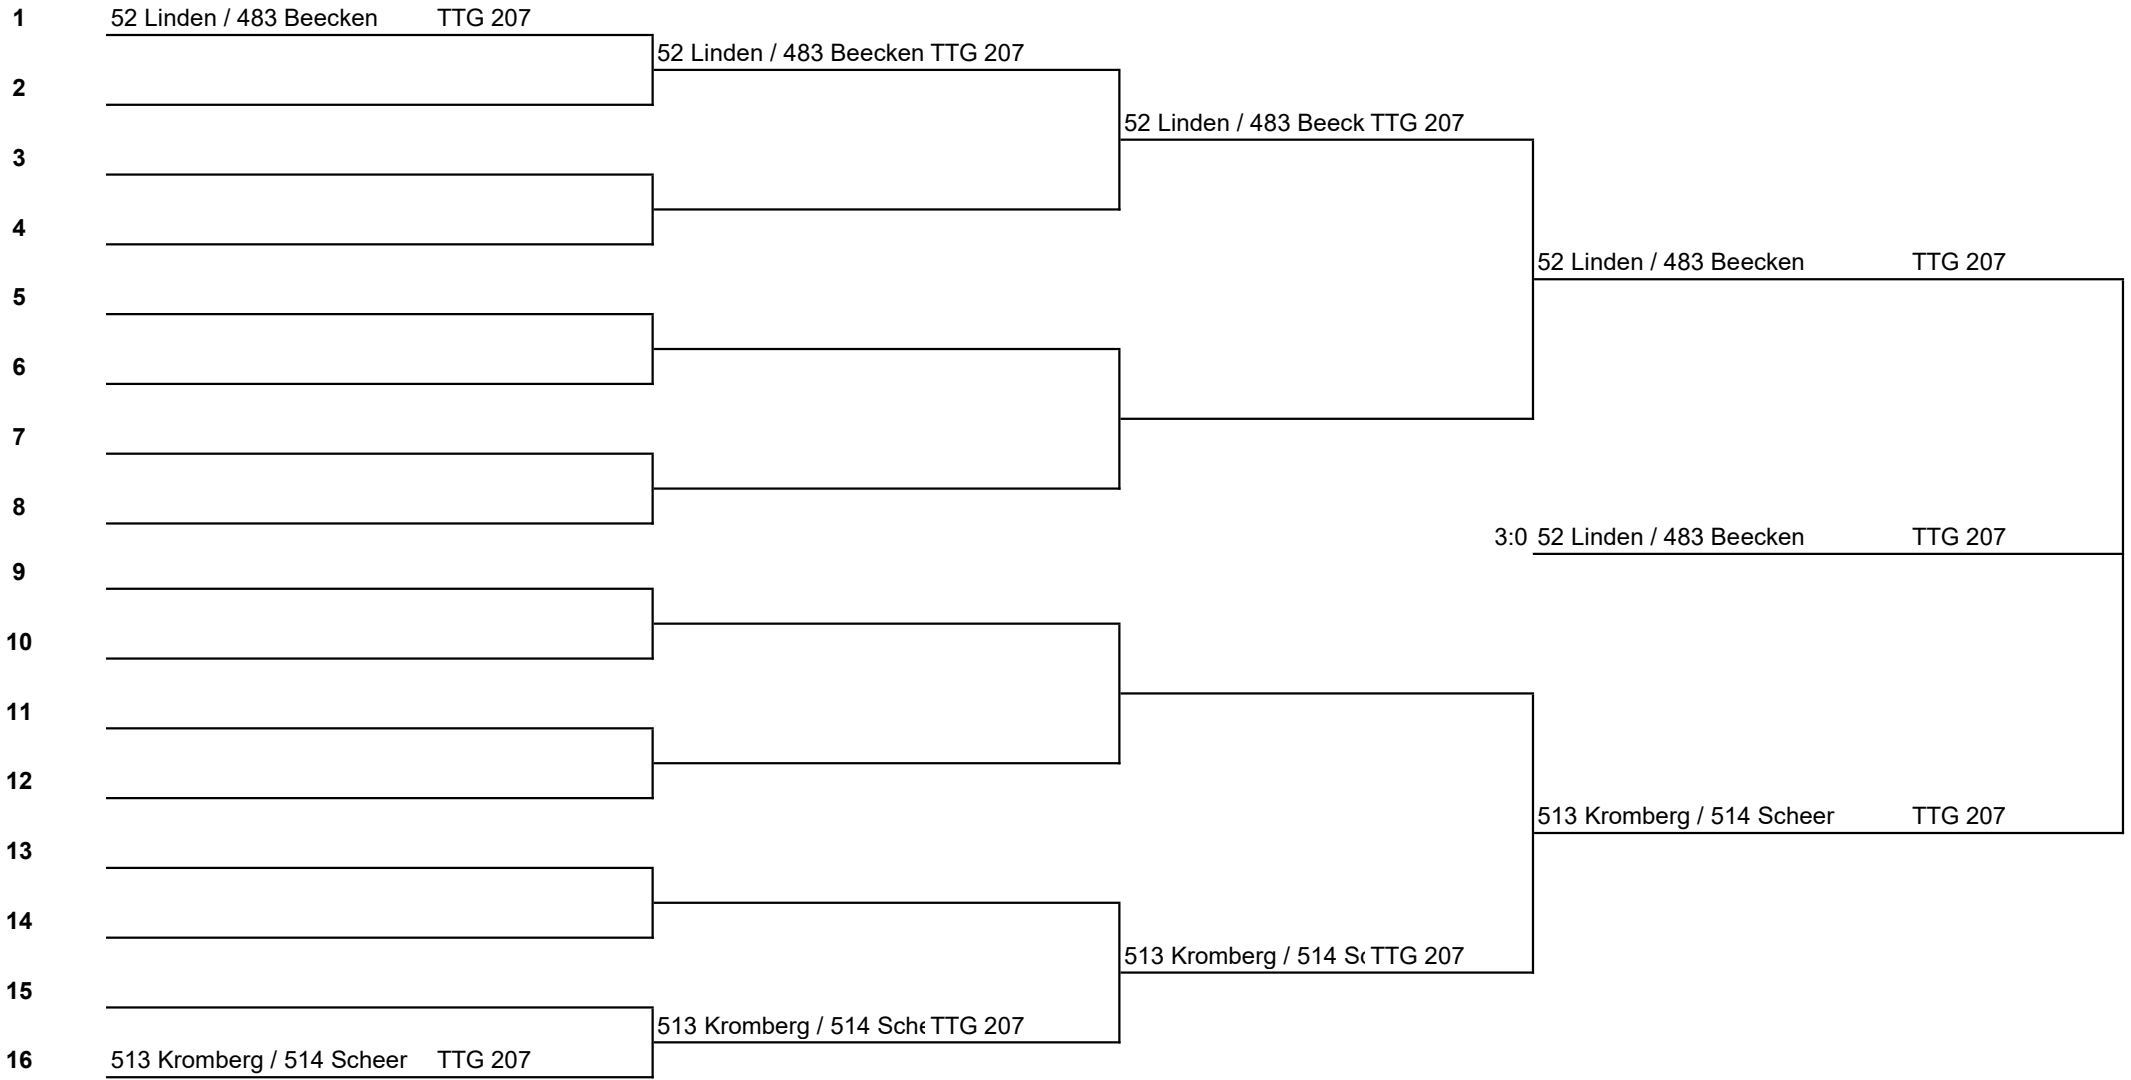 1 52 Linden / 483 Beecken TTG 207
52 Linden / 483 Beecken TTG 207
2
52 Linden / 483 Beeck TTG 207
3
4
52 Linden / 483 Beecken TTG 207
5
6
7
8
3:0 52 Linden / 483 Beecken TTG 207
9
10
11
12
513 Kromberg / 514 Scheer TTG 207
13
14
513 Kromberg / 514 Sc TTG 207
15
513 Kromberg / 514 Sche TTG 207
16 513 Kromberg / 514 Scheer TTG 207